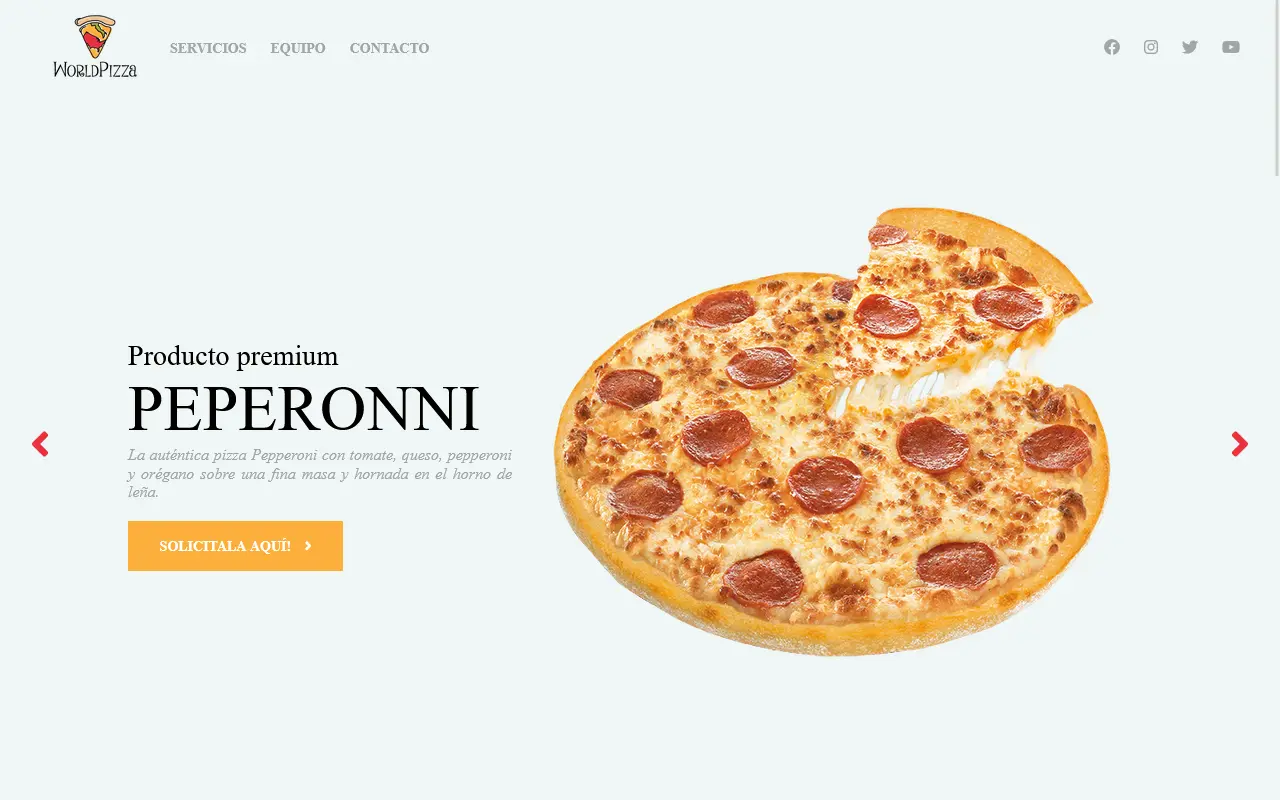 WORLDPIZZA
SERVICIOS EQUIPO CONTACTO
Producto premium
PEPERONNI
La auténtica pizza Pepperoni con tomate, queso, pepperoni
y orégano sobre una fina masa y hornada en el horno de
leña.
SOLICITALA AQUÍ!